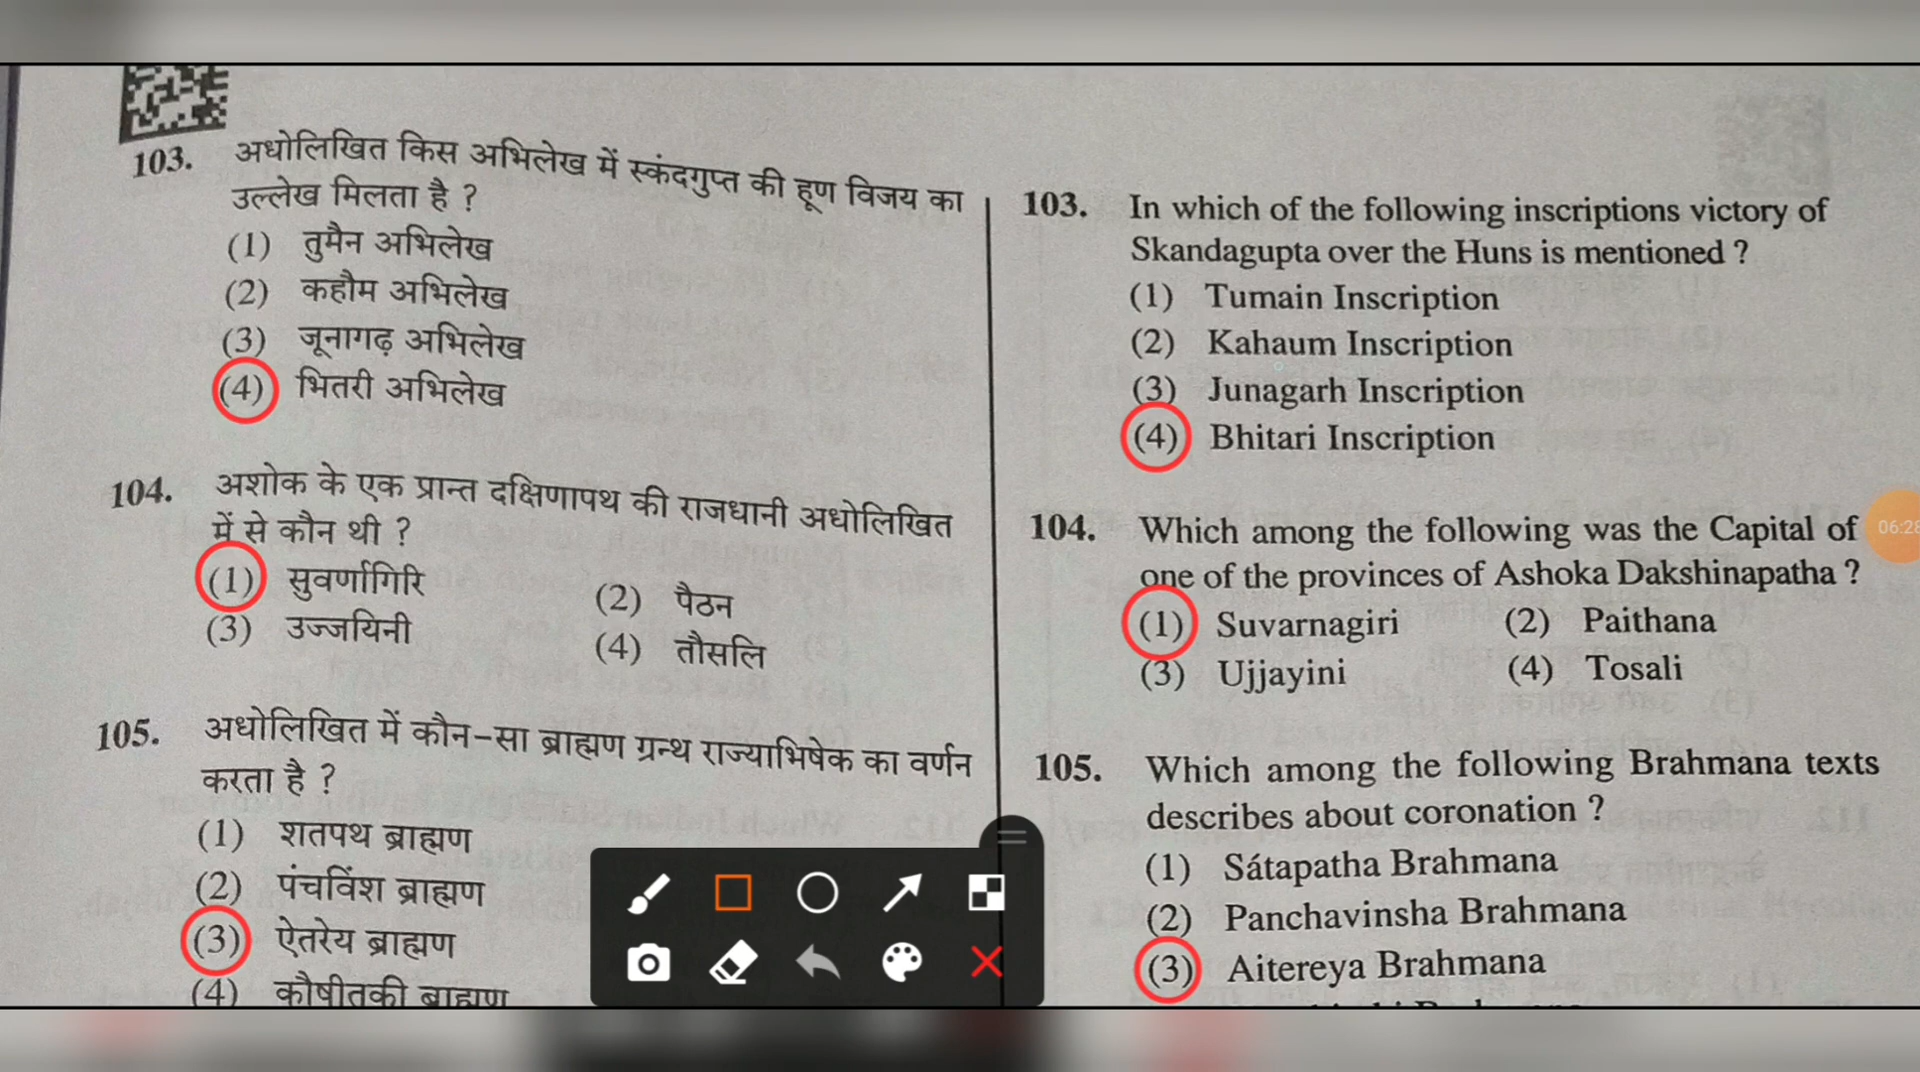 103. अधोलिखित किस अभिलेख में स्कंदगुप्त की हूण विजय का
उल्लेख मिलता है ?
(1) तुमैन अभिलेख
(2) कहौम अभिलेख
(3) जूनागढ़ अभिलेख
(4) भितरी अभिलेख
104. अशोक के एक प्रान्त दक्षिणापथ की राजधानी अधोलिखित
में से कौन थी ?
(1) सुवर्णागिरि
(2) पैठन
(3) उज्जयिनी
(4) तौसलि
105. अधोलिखित में कौन-सा ब्राह्मण ग्रन्थ राज्याभिषेक का वर्णन
करता है ?
(1) शतपथ ब्राह्मण
(2) पंचविंश ब्राह्मण
(3) ऐतरेय ब्राह्मण
(4) कौषीतकी ब्राह्मण
103. In which of the following inscriptions victory of
Skandagupta over the Huns is mentioned ?
(1) Tumain Inscription
(2) Kahaum Inscription
(3) Junagarh Inscription
(4) Bhitari Inscription
104. Which among the following was the Capital of
one of the provinces of Ashoka Dakshinapatha ?
(1) Suvarnagiri
(2) Paithana
(3) Ujjayini
(4) Tosali
105. Which among the following Brahmana texts
describes about coronation ?
(1) Sátapatha Brahmana
(2) Panchavinsha Brahmana
(3) Aitereya Brahmana
06:28